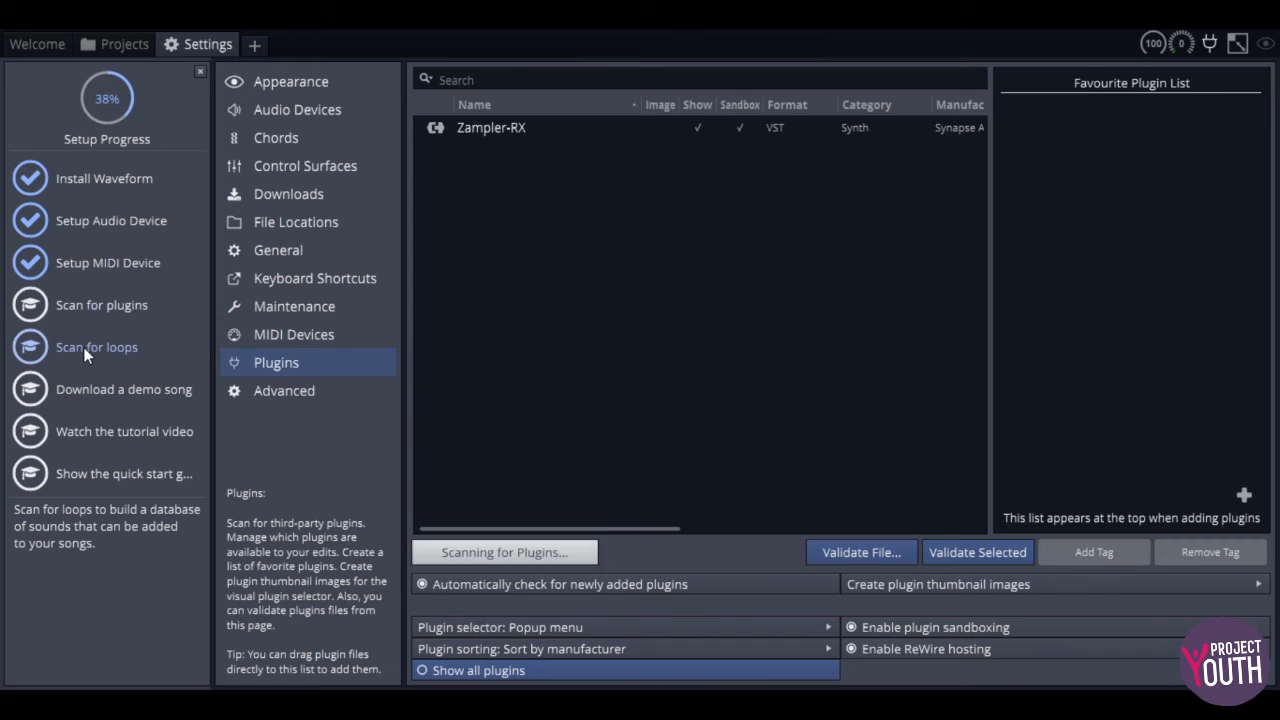 Welcome
Projects
Settings
+
100
0
38%
Setup Progress
Install Waveform
Setup Audio Device
Setup MIDI Device
Scan for plugins
Scan for loops
Download a demo song
Watch the tutorial video
Show the quick start g...
Scan for loops to build a database
of sounds that can be added
to your songs.
Appearance
Audio Devices
Chords
Control Surfaces
Downloads
File Locations
General
Keyboard Shortcuts
Maintenance
MIDI Devices
Plugins
Advanced
Plugins:
Scan for third-party plugins.
Manage which plugins are
available to your edits. Create a
list of favorite plugins. Create
plugin thumbnail images for the
visual plugin selector. Also, you
can validate plugins files from
this page.
Tip: You can drag plugin files
directly to this list to add them.
Search
Name Image Show Sandbox Format Category Manufac
Zampler-RX ✓ ✓ VST Synth Synapse A
Favourite Plugin List
This list appears at the top when adding plugins
Scanning for Plugins...
Validate File...
Validate Selected
Add Tag
Remove Tag
Automatically check for newly added plugins
Create plugin thumbnail images
Plugin selector: Popup menu
Enable plugin sandboxing
Plugin sorting: Sort by manufacturer
Enable ReWire hosting
Show all plugins
PROJECT
YOUTH